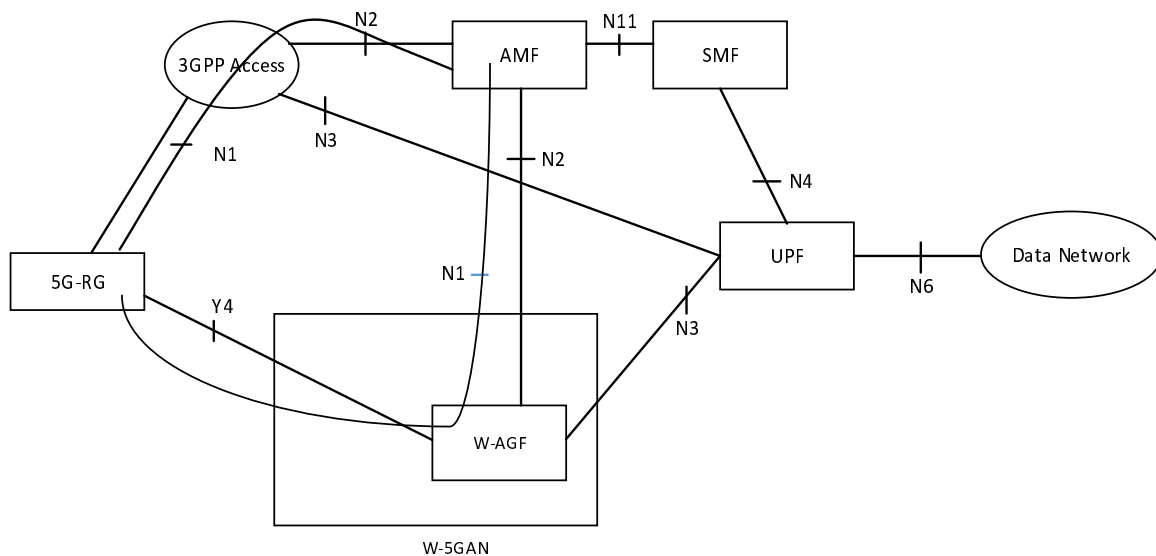 N2
N11
3GPP Access
AMF
SMF
N3
N1
N2
N4
5G-RG
N1
UPF
Data Network
N6
Y4
N3
W-AGF
W-5GAN